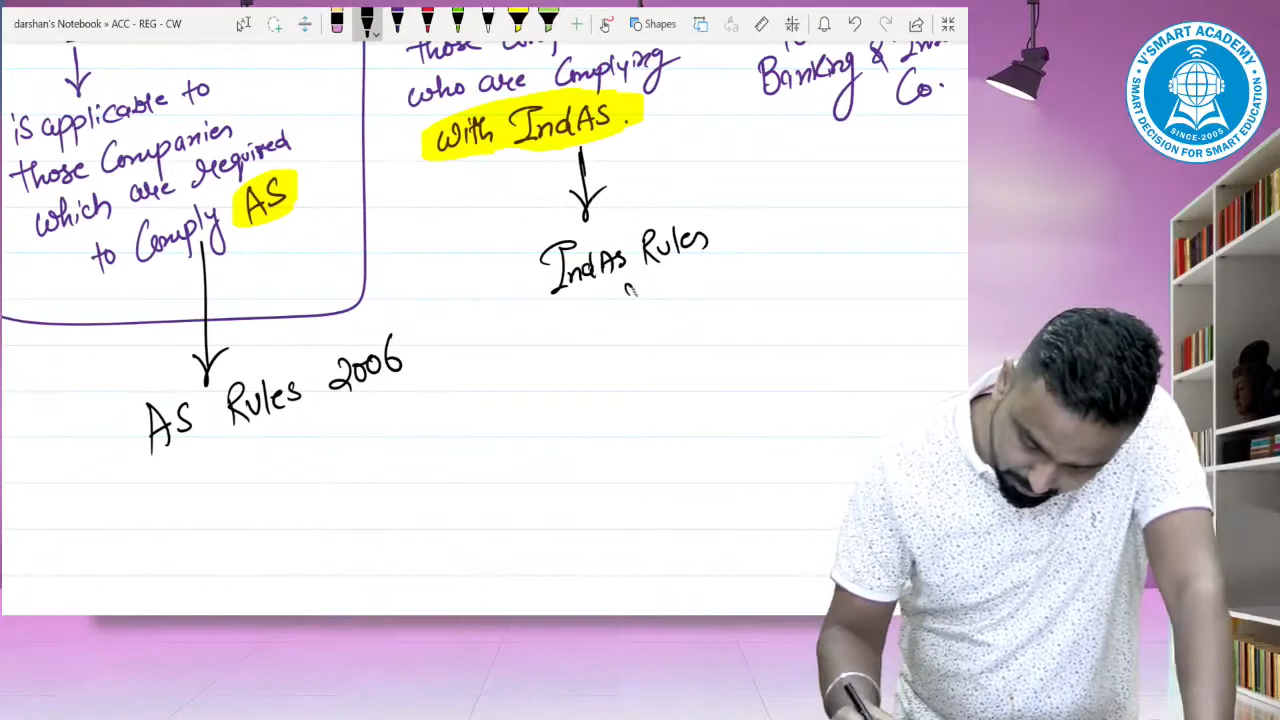 darshan's Notebook » ACC - REG - CW
Shapes
is applicable to
those Companies
which are required
to Comply AS
AS Rules 2006
those
who are Complying
with IndAS.
IndAs Rules
Banking &
Co.
V'SMART ACADEMY
SINCE-2005
SMART DECISION FOR SMART EDUCATION